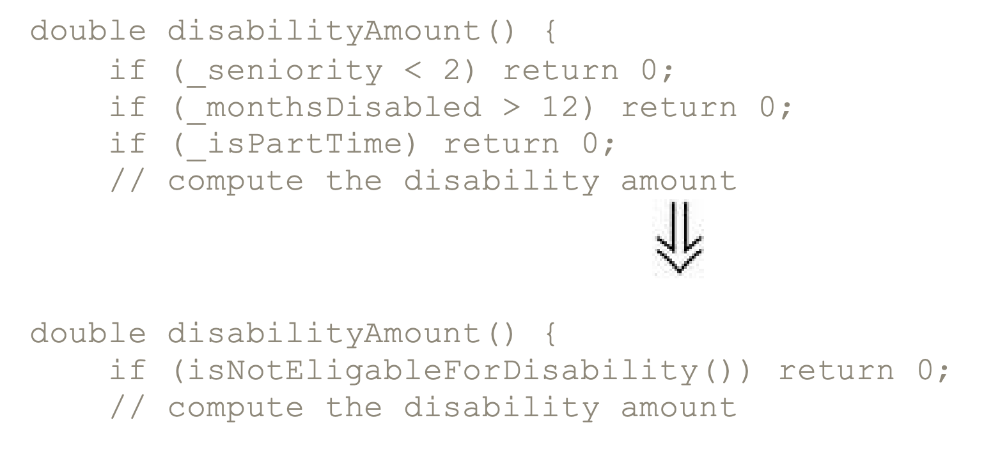 double disabilityAmount() {
    if (_seniority < 2) return 0;
    if (_monthsDisabled > 12) return 0;
    if (_isPartTime) return 0;
    // compute the disability amount
double disabilityAmount() {
    if (isNotEligableForDisability()) return 0;
    // compute the disability amount